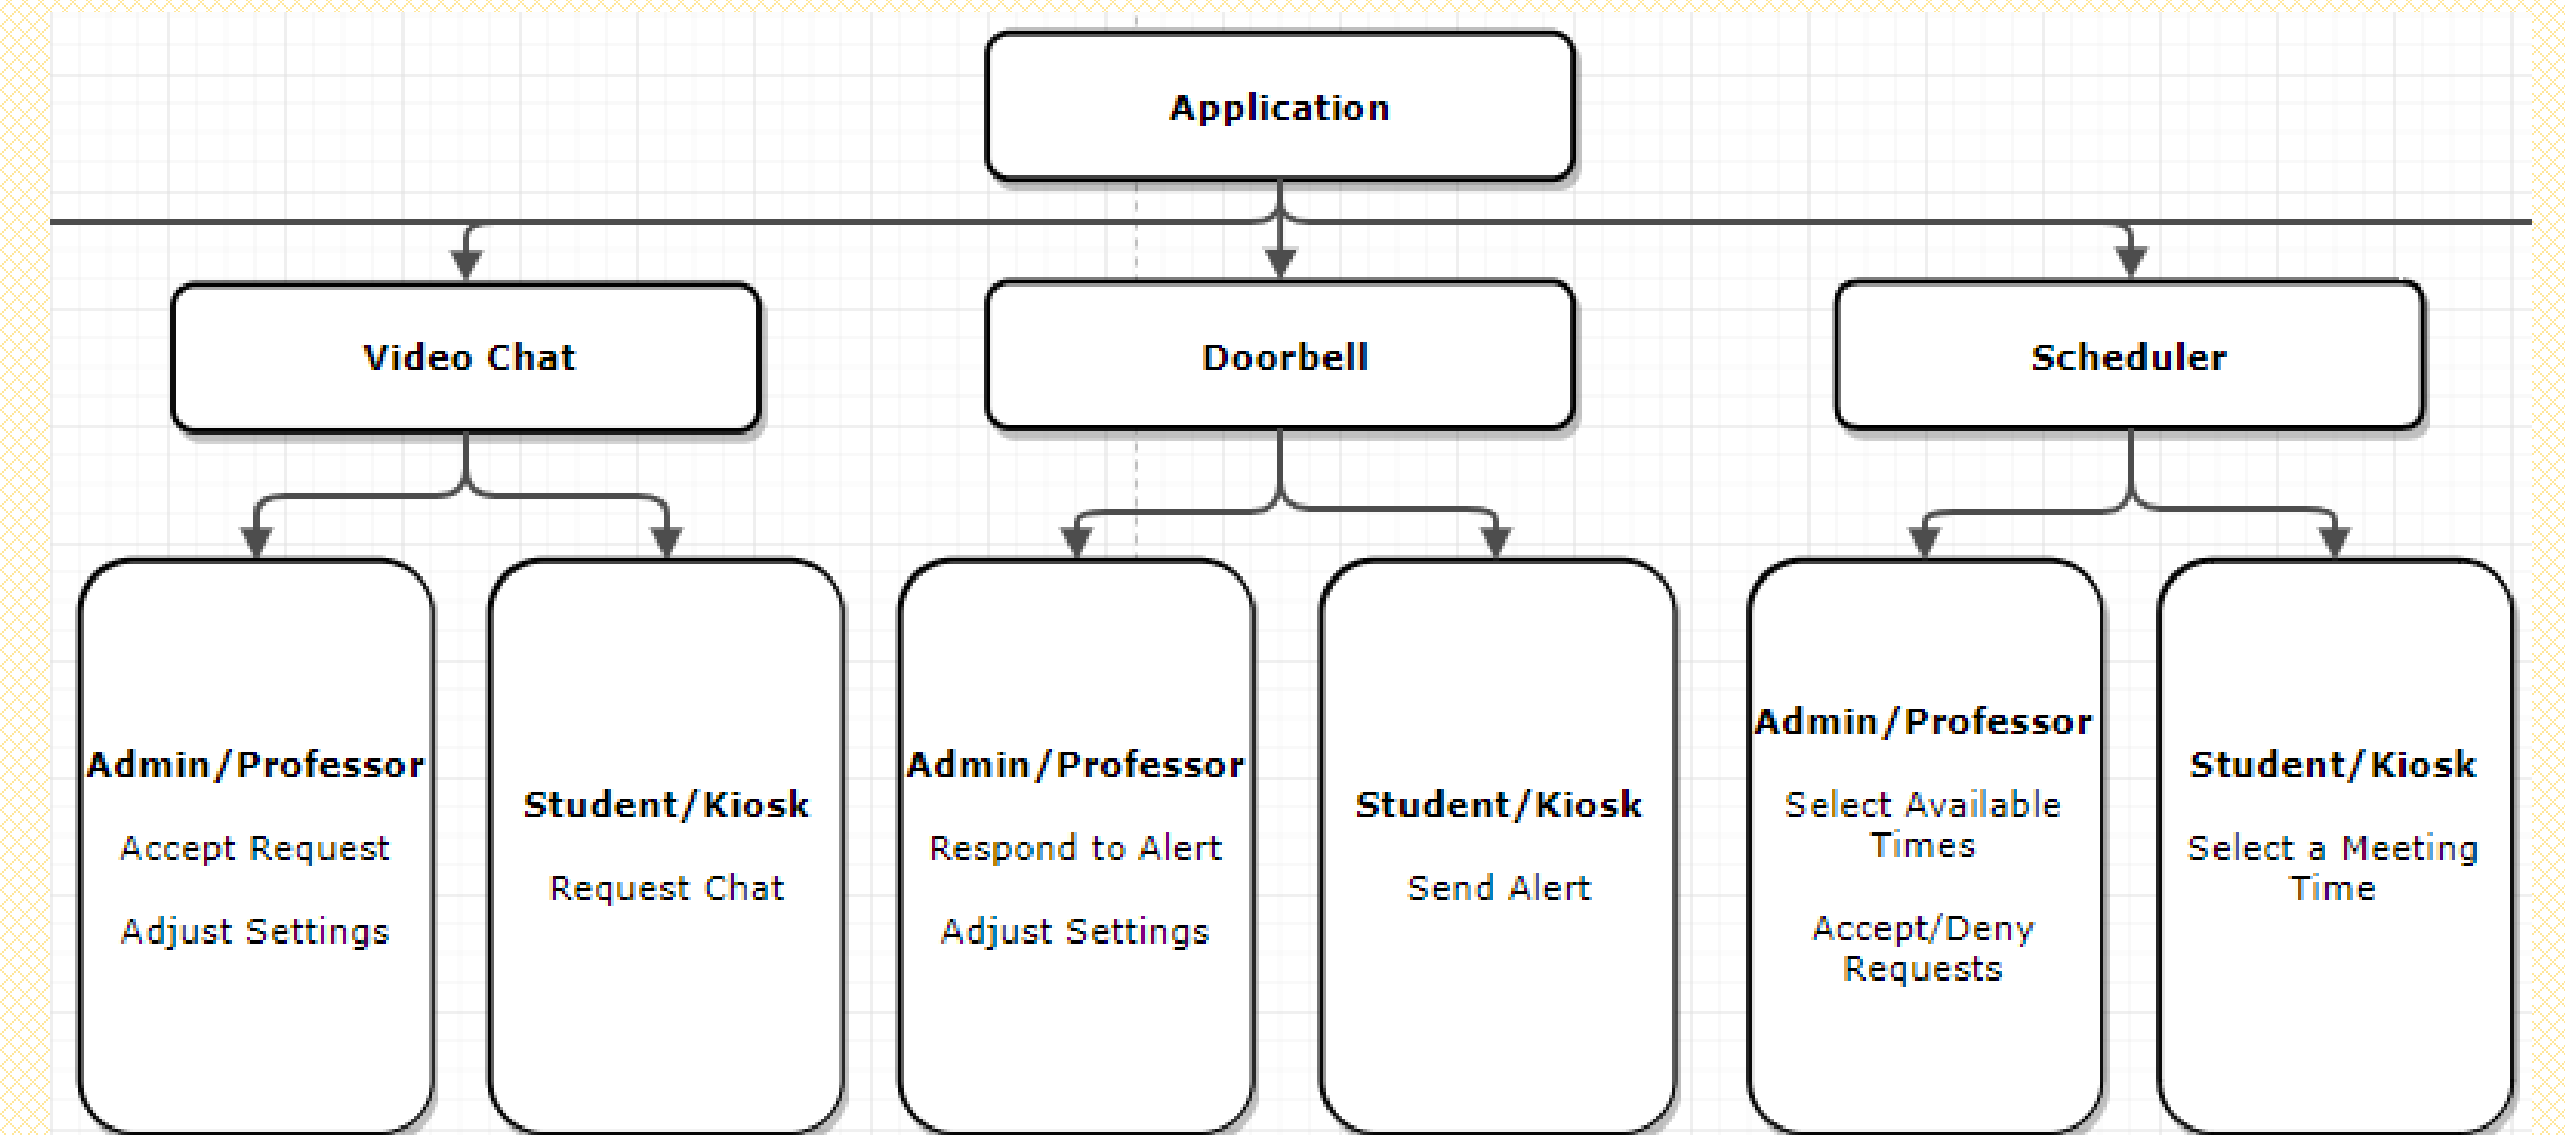 Application
Video Chat
Doorbell
Scheduler
Admin/Professor
Accept Request
Adjust Settings
Student/Kiosk
Request Chat
Admin/Professor
Respond to Alert
Adjust Settings
Student/Kiosk
Send Alert
Admin/Professor
Select Available
Times
Accept/Deny
Requests
Student/Kiosk
Select a Meeting
Time